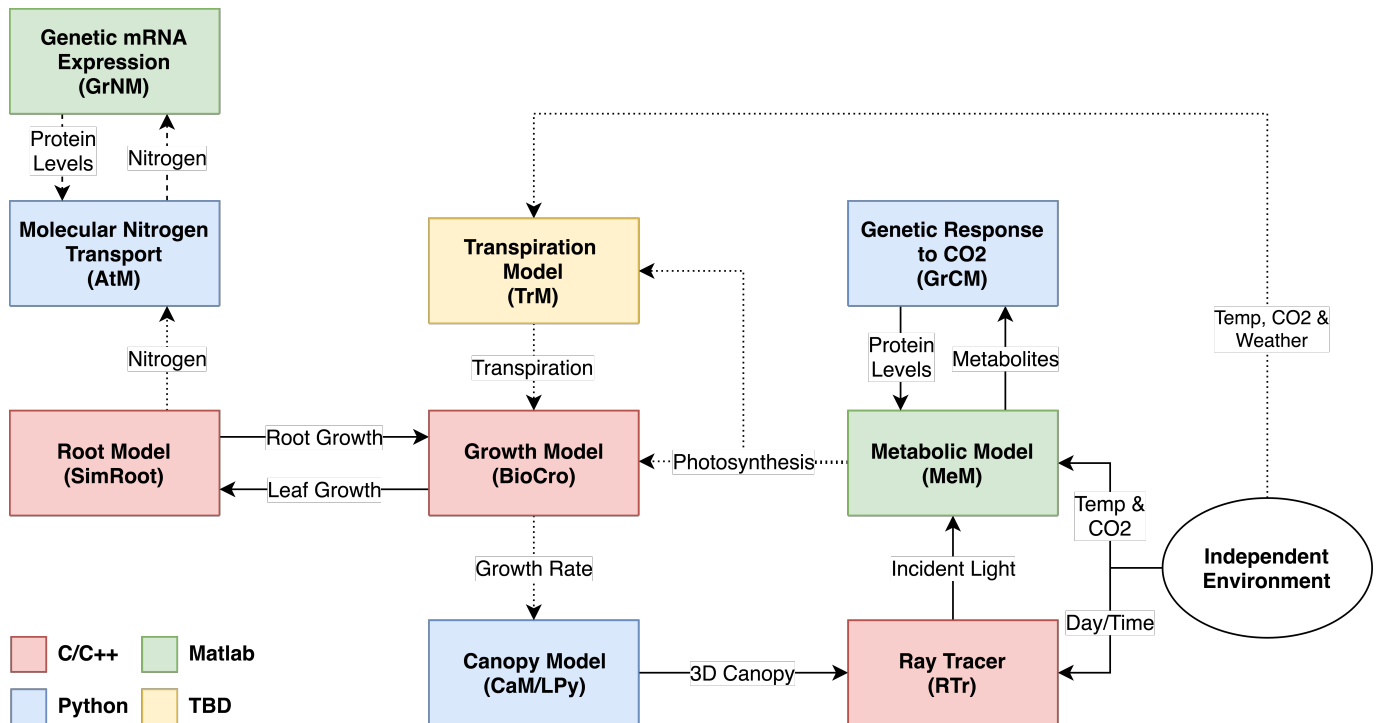 Genetic mRNA
Expression
(GrNM)
Protein
Levels
Nitrogen
Molecular Nitrogen
Transport
(AtM)
Nitrogen
Root Model
(SimRoot)
Root Growth
Leaf Growth
Transpiration
Model
(TrM)
Transpiration
Growth Model
(BioCro)
Growth Rate
Canopy Model
(CaM/LPy)
3D Canopy
Photosynthesis
Genetic Response
to CO2
(GrCM)
Protein
Levels
Metabolites
Metabolic Model
(MeM)
Incident Light
Ray Tracer
(RTr)
Temp, CO2 &
Weather
Temp &
CO2
Day/Time
Independent
Environment
C/C++
Matlab
Python
TBD